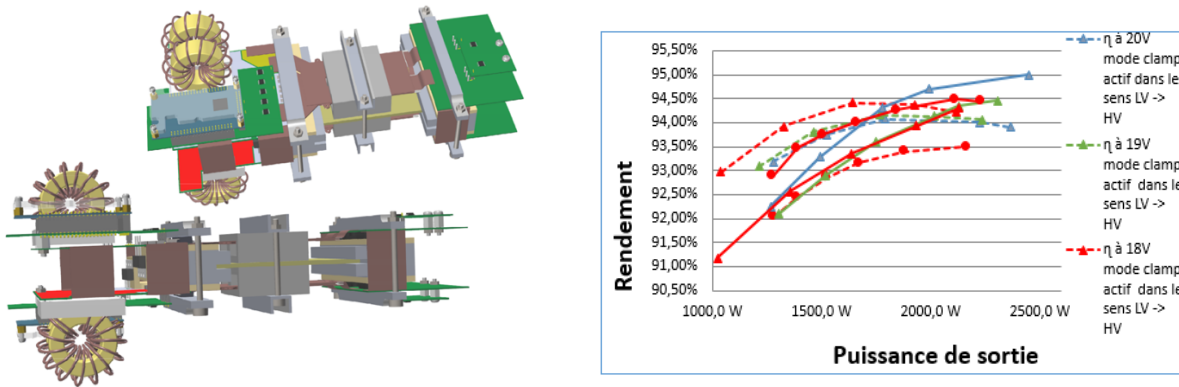 95,50%
95,00%
94,50%
94,00%
93,50%
93,00%
92,50%
92,00%
91,50%
91,00%
90,50%
Rendement
1000,0 W
1500,0 W
2000,0 W
2500,0 W
Puissance de sortie
η à 20V
mode clamp
actif dans le
sens LV ->
HV
η à 19V
mode clamp
actif dans le
sens LV ->
HV
η à 18V
mode clamp
actif dans le
sens LV ->
HV